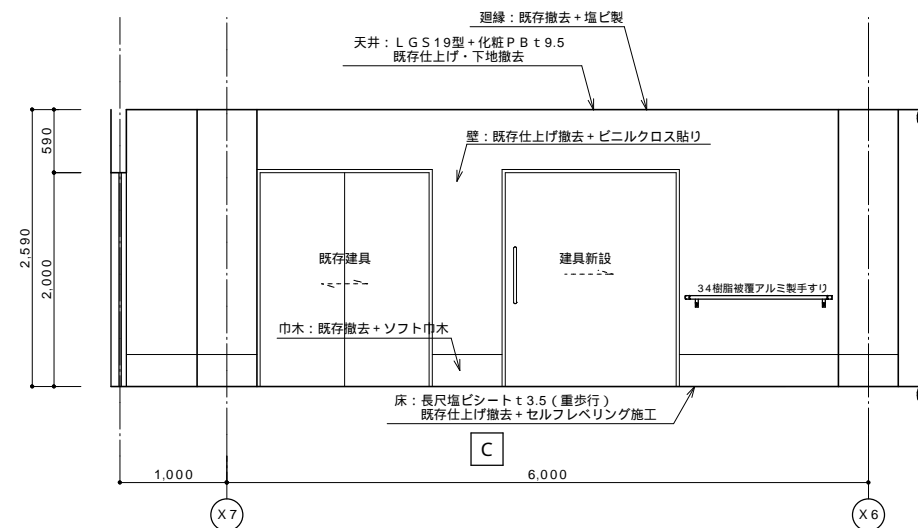 廻縁：既存撤去＋塩ビ製
天井：ＬＧＳ19型＋化粧ＰＢｔ9.5
既存仕上げ・下地撤去
590
壁：既存仕上げ撤去＋ビニルクロス貼り
2,590
2,000
既存建具
建具新設
34樹脂被覆アルミ製手すり
巾木：既存撤去＋ソフト巾木
床：長尺塩ビシートｔ3.5（重歩行）
既存仕上げ撤去＋セルフレベリング施工
C
1,000
6,000
X7
X6